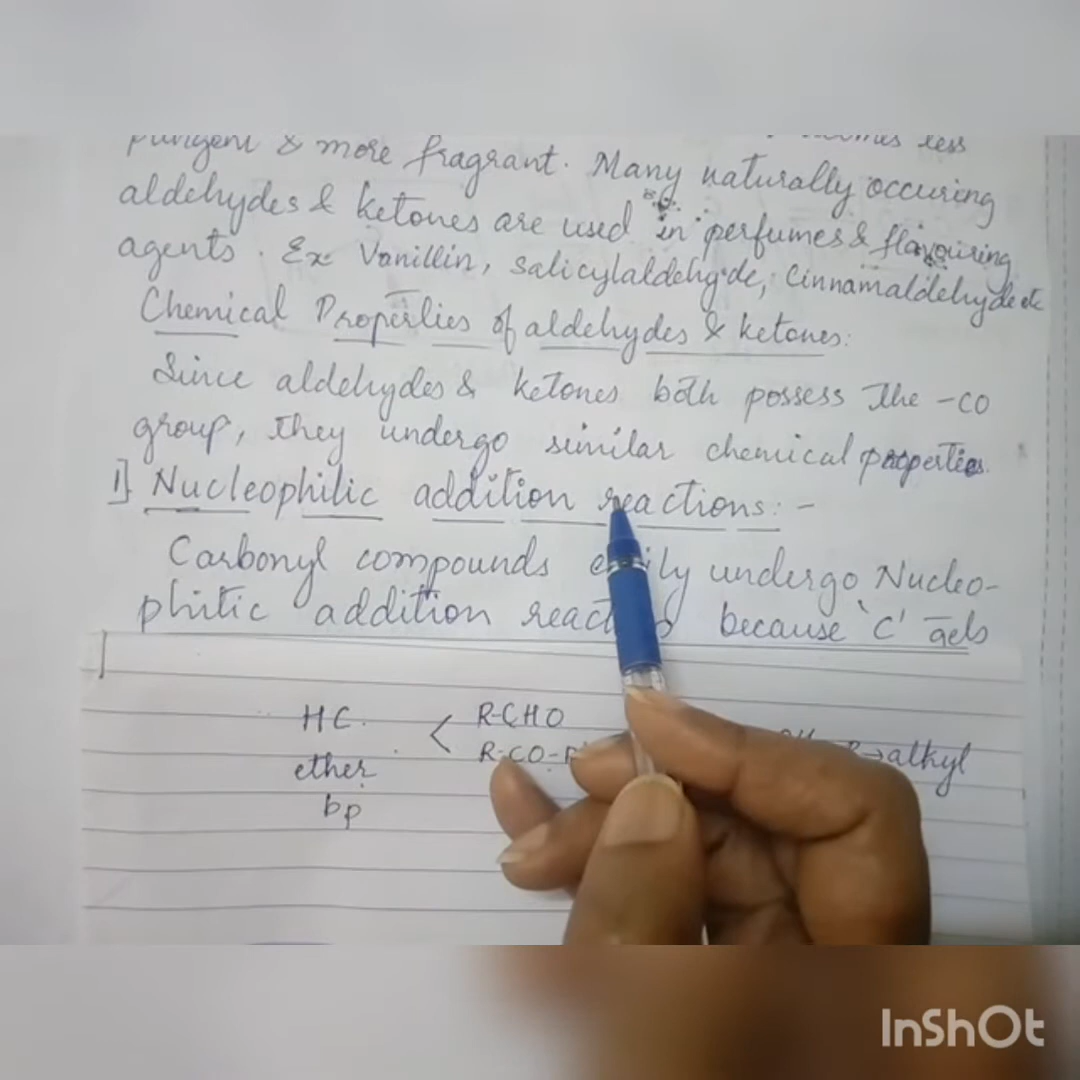 pungent & more fragrant. Many naturally occuring
less
aldehydes & ketones are used in perfumes & flavouring
agents. Ex Vanillin, Salicylaldehyde, Cinnamaldehyde etc
Chemical Properties of aldehydes & ketones:
Since aldehydes & ketones both possess the -CO
group, they undergo similar chemical properties.
1] Nucleophilic addition reactions:-
Carbonyl compounds easily undergo Nucleo-
philic addition because 'C' gets
HC < R-CHO
ether R-CO- R→alkyl
bp
InShOt